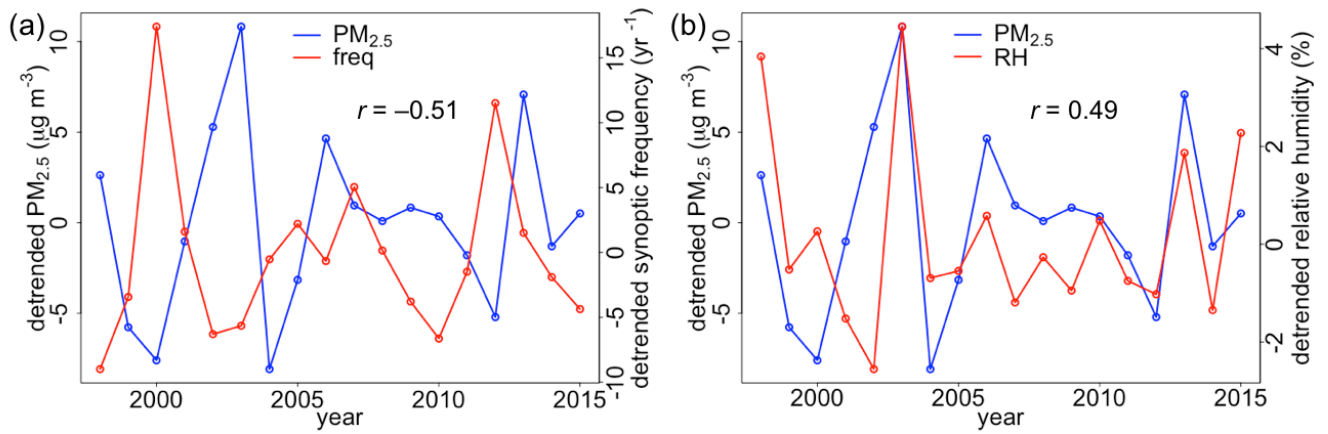 (a)
PM2.5
freq
r = –0.51
detrended PM2.5 (μg m-3)
10
5
0
-5
detrended synoptic frequency (yr -1)
15
10
5
0
-5
-10
2000
2005
2010
2015
year
(b)
PM2.5
RH
r = 0.49
detrended PM2.5 (μg m-3)
10
5
0
-5
detrended relative humidity (%)
4
2
0
-2
2000
2005
2010
2015
year